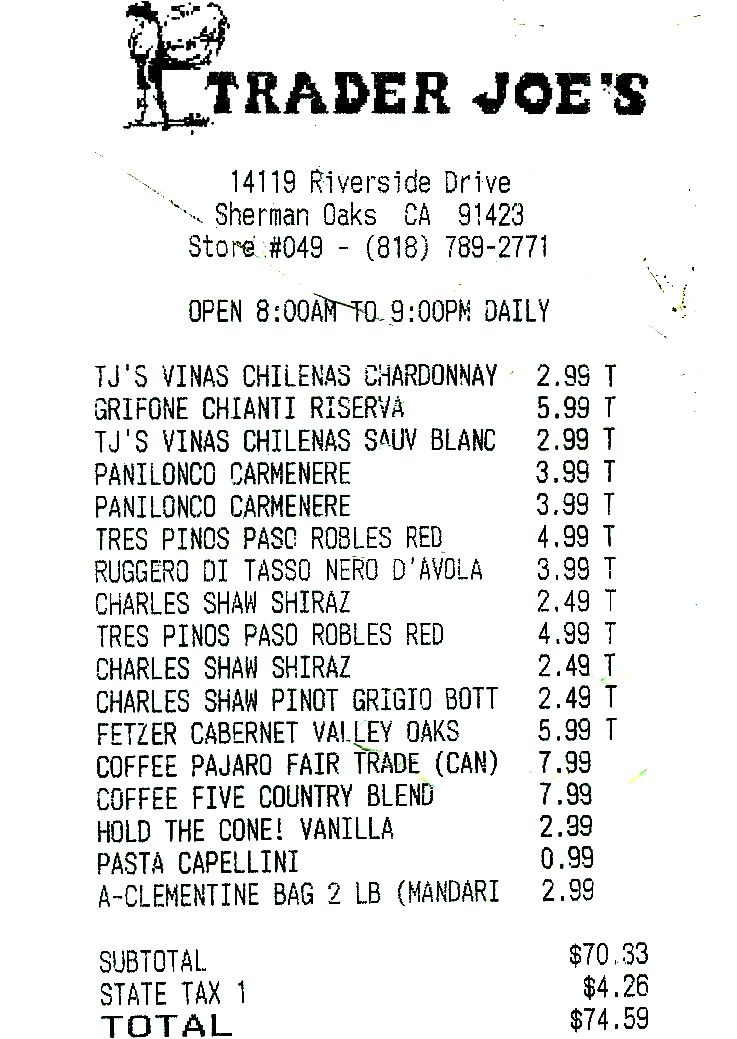 TRADER JOE'S
14119 Riverside Drive
Sherman Oaks CA 91423
Store #049 - (818) 789-2771
OPEN 8:00AM TO 9:00PM DAILY
TJ'S VINAS CHILENAS CHARDONNAY 2.99 T
GRIFONE CHIANTI RISERVA 5.99 T
TJ'S VINAS CHILENAS SAUV BLANC 2.99 T
PANILONCO CARMENERE 3.99 T
PANILONCO CARMENERE 3.99 T
TRES PINOS PASO ROBLES RED 4.99 T
RUGGERO DI TASSO NERO D'AVOLA 3.99 T
CHARLES SHAW SHIRAZ 2.49 T
TRES PINOS PASO ROBLES RED 4.99 T
CHARLES SHAW SHIRAZ 2.49 T
CHARLES SHAW PINOT GRIGIO BOTT 2.49 T
FETZER CABERNET VALLEY OAKS 5.99 T
COFFEE PAJARO FAIR TRADE (CAN) 7.99
COFFEE FIVE COUNTRY BLEND 7.99
HOLD THE CONE! VANILLA 2.99
PASTA CAPELLINI 0.99
A-CLEMENTINE BAG 2 LB (MANDARI 2.99
SUBTOTAL $70.33
STATE TAX 1 $4.26
TOTAL $74.59